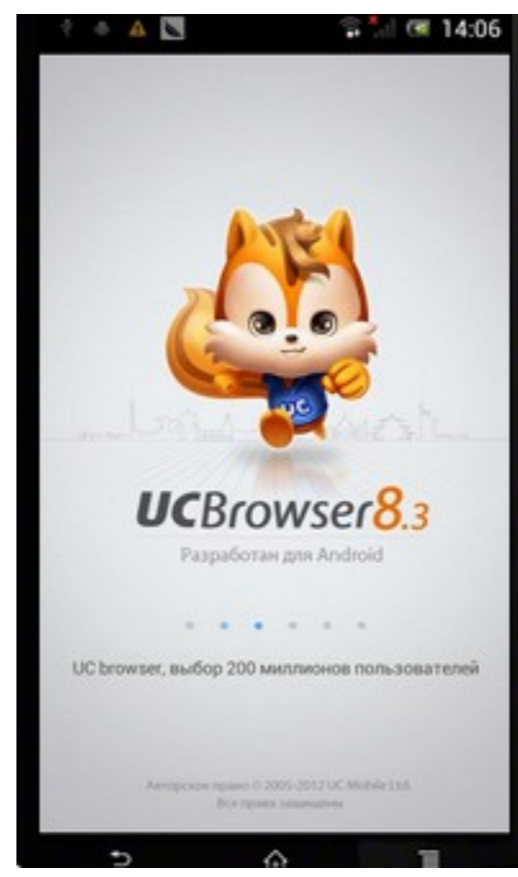 14:06
UC
UCBrowser8.3
Разработан для Android
UC browser, выбор 200 миллионов пользователей
Авторское право © 2005-2012 UC Mobile Ltd.
Все права защищены